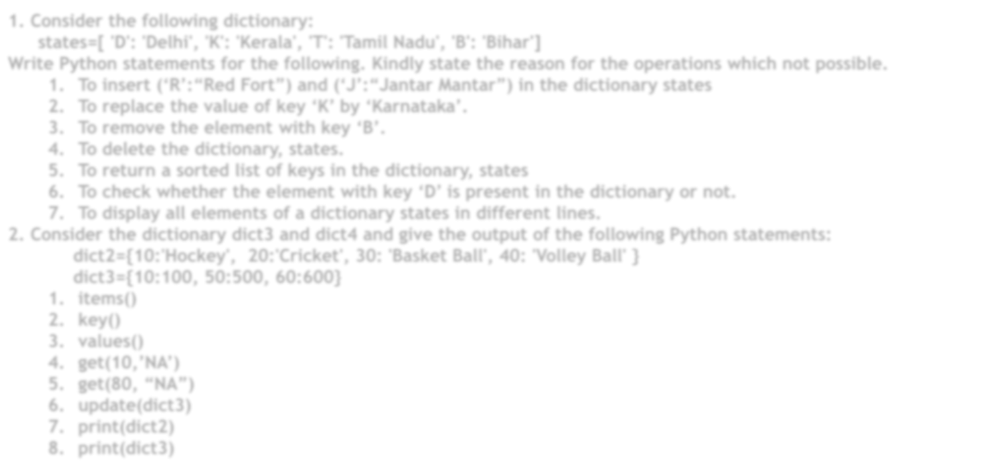 1. Consider the following dictionary:
states=[ 'D': 'Delhi', 'K': 'Kerala', 'T': 'Tamil Nadu', 'B': 'Bihar']
Write Python statements for the following. Kindly state the reason for the operations which not possible.
1. To insert (‘R’:“Red Fort”) and (‘J’:“Jantar Mantar”) in the dictionary states
2. To replace the value of key ‘K’ by ‘Karnataka’.
3. To remove the element with key ‘B’.
4. To delete the dictionary, states.
5. To return a sorted list of keys in the dictionary, states
6. To check whether the element with key ‘D’ is present in the dictionary or not.
7. To display all elements of a dictionary states in different lines.
2. Consider the dictionary dict3 and dict4 and give the output of the following Python statements:
dict2={10:'Hockey', 20:'Cricket', 30: 'Basket Ball', 40: 'Volley Ball' }
dict3={10:100, 50:500, 60:600}
1. items()
2. key()
3. values()
4. get(10,’NA’)
5. get(80, “NA”)
6. update(dict3)
7. print(dict2)
8. print(dict3)